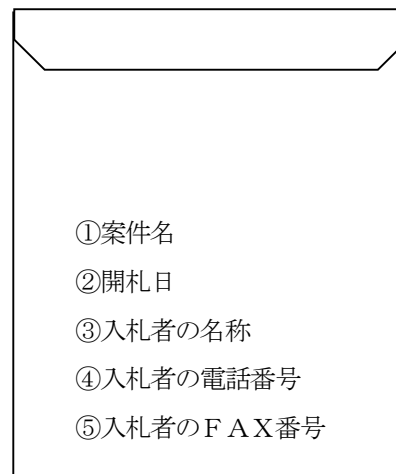 ①案件名
②開札日
③入札者の名称
④入札者の電話番号
⑤入札者のＦＡＸ番号